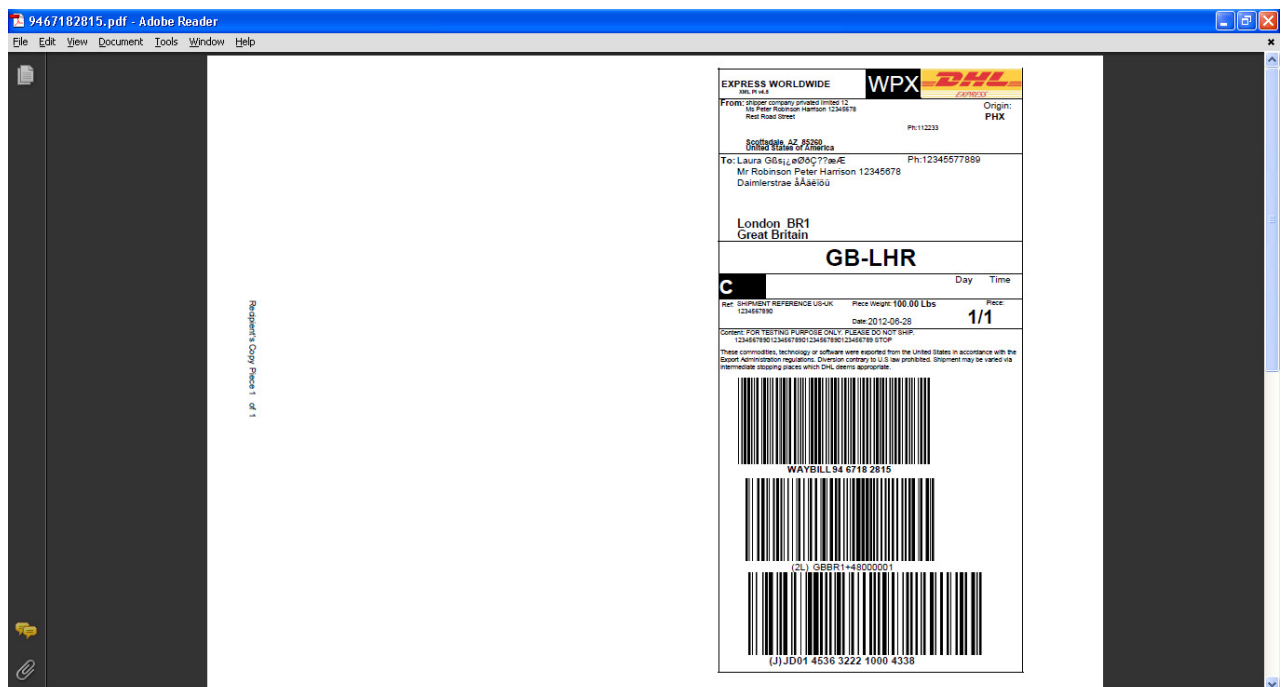 9467182815.pdf - Adobe Reader
File Edit View Document Tools Window Help
EXPRESS WORLDWIDE
XML PI v4.8
WPX
DHL
EXPRESS
From: shipper company privated limited 12
Ms Peter Robinson Harrison 12345678
Rest Road Street
Ph:112233
Scottsdale, AZ 85260
United States of America
Origin:
PHX
To: Laura Gßs¡¿øØðÇ??æÆ Ph:12345577889
Mr Robinson Peter Harrison 12345678
Daimlerstrae åÅäëïöü
London BR1
Great Britain
GB-LHR
C
Day Time
Ref: SHIPMENT REFERENCE US-UK
1234567890
Piece Weight: 100.00 Lbs
Date: 2012-06-28
Piece:
1/1
Content: FOR TESTING PURPOSE ONLY. PLEASE DO NOT SHIP.
1234567890123456789012345678901234567890 STOP
These commodities, technology or software were exported from the United States in accordance with the
Export Administration regulations. Diversion contrary to U.S law prohibited. Shipment may be varied via
intermediate stopping places which DHL deems appropriate.
WAYBILL 94 6718 2815
(2L) GBBR1+48000001
(J) JD01 4536 3222 1000 4338
Recipient's Copy Piece 1 of 1